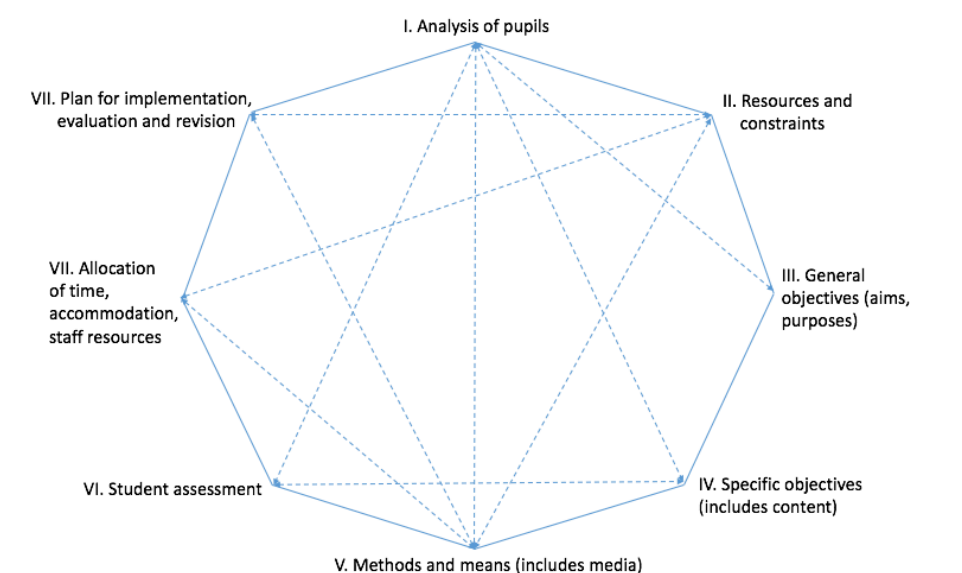 I. Analysis of pupils
II. Resources and
constraints
III. General
objectives (aims,
purposes)
IV. Specific objectives
(includes content)
V. Methods and means (includes media)
VI. Student assessment
VII. Allocation
of time,
accommodation,
staff resources
VII. Plan for implementation,
evaluation and revision